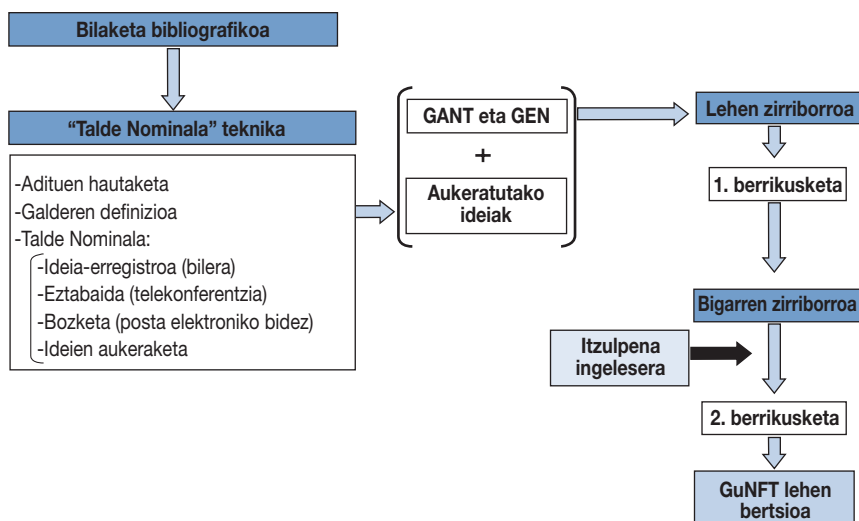 Bilaketa bibliografikoa
“Talde Nominala” teknika
-Adituen hautaketa
-Galderen definizioa
-Talde Nominala:
-Ideia-erregistroa (bilera)
-Eztabaida (telekonferentzia)
-Bozketa (posta elektroniko bidez)
-Ideien aukeraketa
GANT eta GEN
+
Aukeratutako
ideiak
Lehen zirriborroa
1. berrikusketa
Bigarren zirriborroa
Itzulpena
ingelesera
2. berrikusketa
GuNFT lehen
bertsioa